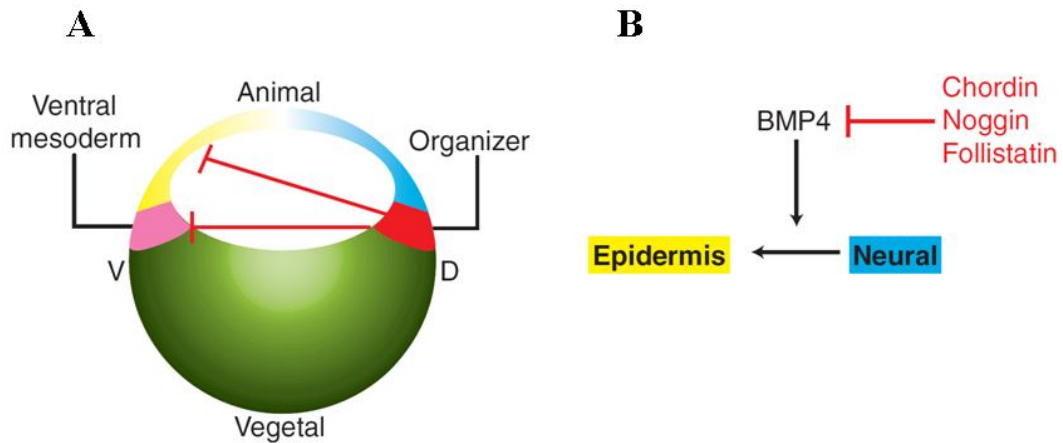 A
Animal
Ventral
mesoderm
Organizer
V
D
Vegetal
B
BMP4
Chordin
Noggin
Follistatin
Epidermis
Neural